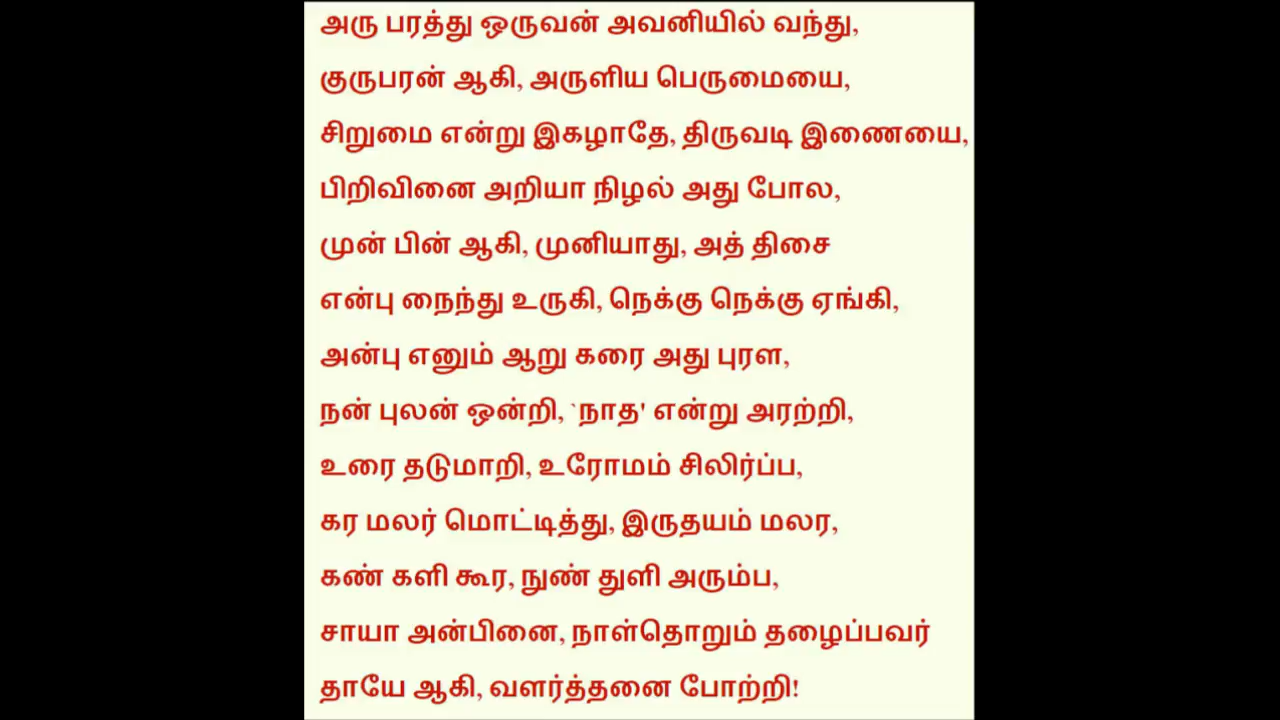 அரு பரத்து ஒருவன் அவனியில் வந்து,
குருபரன் ஆகி, அருளிய பெருமையை,
சிறுமை என்று இகழாதே, திருவடி இணையை,
பிறிவினை அறியா நிழல் அது போல,
முன் பின் ஆகி, முனியாது, அத் திசை
என்பு நைந்து உருகி, நெக்கு நெக்கு ஏங்கி,
அன்பு எனும் ஆறு கரை அது புரள,
நன் புலன் ஒன்றி, `நாத' என்று அரற்றி,
உரை தடுமாறி, உரோமம் சிலிர்ப்ப,
கர மலர் மொட்டித்து, இருதயம் மலர,
கண் களி கூர, நுண் துளி அரும்ப,
சாயா அன்பினை, நாள்தொறும் தழைப்பவர்
தாயே ஆகி, வளர்த்தனை போற்றி!